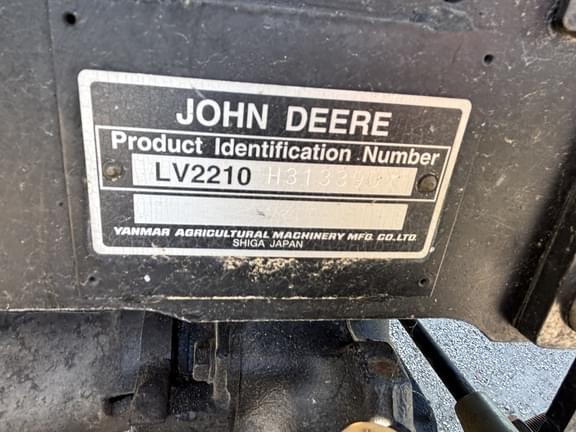 JOHN DEERE
Product Identification Number
LV2210
YANMAR AGRICULTURAL MACHINERY MFG. CO., LTD.
SHIGA JAPAN